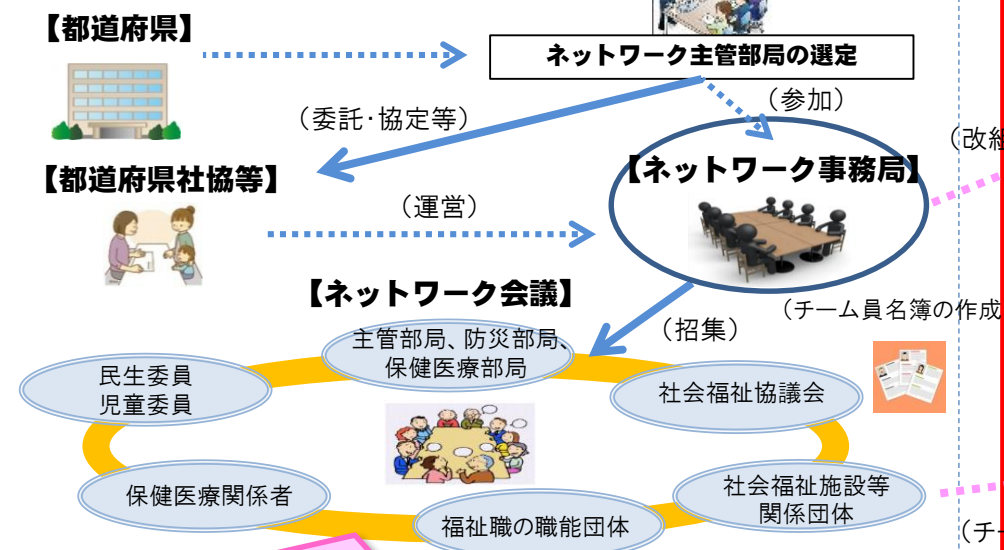 【都道府県】
ネットワーク主管部局の選定
(委託・協定等)
(参加)
【都道府県社協等】
【ネットワーク事務局】
(運営)
【ネットワーク会議】
(招集)
(チーム員名簿の作成
主管部局、防災部局、
保健医療部局
民生委員
児童委員
社会福祉協議会
保健医療関係者
福祉職の職能団体
社会福祉施設等
関係団体